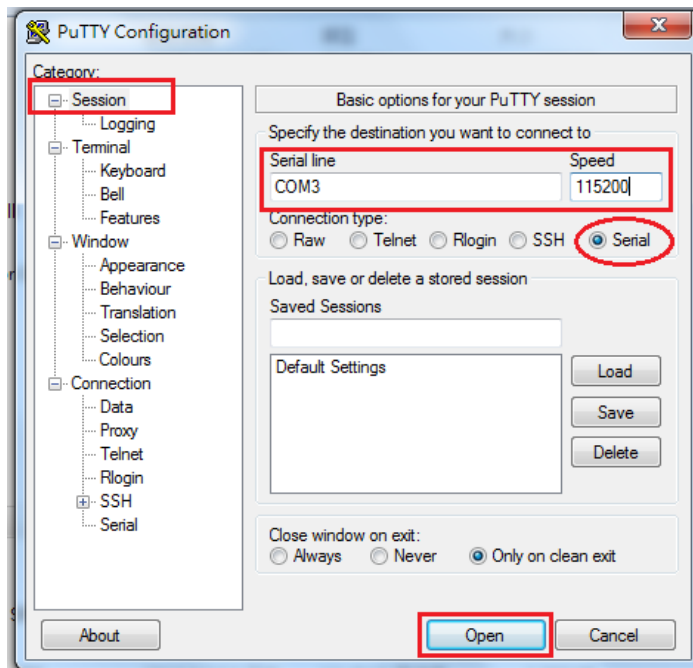 PuTTY Configuration
Category:
Session
Logging
Terminal
Keyboard
Bell
Features
Window
Appearance
Behaviour
Translation
Selection
Colours
Connection
Data
Proxy
Telnet
Rlogin
SSH
Serial
Basic options for your PuTTY session
Specify the destination you want to connect to
Serial line Speed
COM3 115200
Connection type:
Raw Telnet Rlogin SSH Serial
Load, save or delete a stored session
Saved Sessions
Default Settings
Load
Save
Delete
Close window on exit:
Always Never Only on clean exit
About Open Cancel